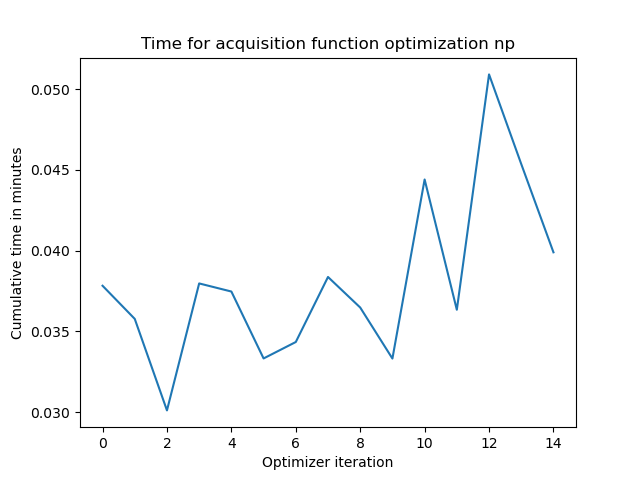 Time for acquisition function optimization np
0.050
0.045
0.040
0.035
0.030
Cumulative time in minutes
0 2 4 6 8 10 12 14
Optimizer iteration